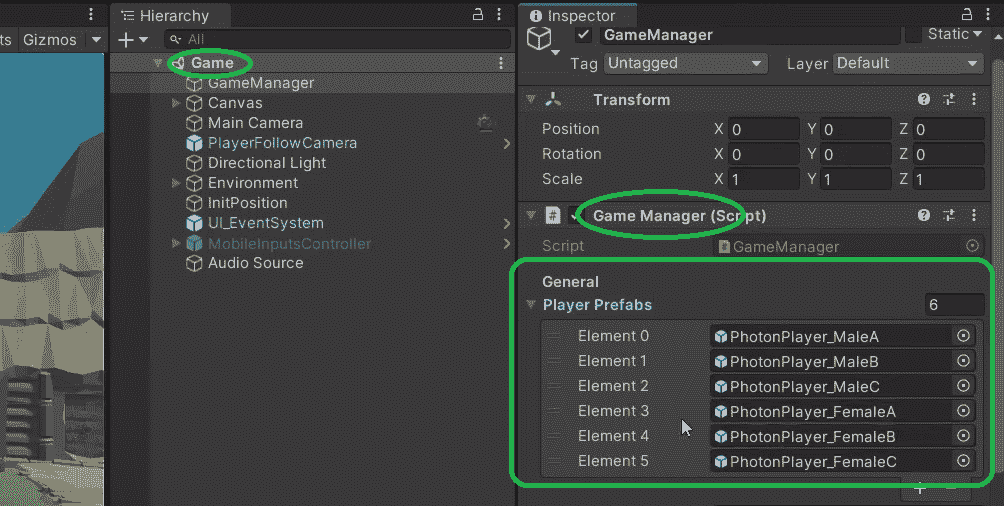 ts Gizmos
Hierarchy
All
Game
GameManager
Canvas
Main Camera
PlayerFollowCamera
Directional Light
Environment
InitPosition
UI_EventSystem
MobileInputsController
Audio Source
Inspector
GameManager Static
Tag Untagged Layer Default
Transform
Position X 0 Y 0 Z 0
Rotation X 0 Y 0 Z 0
Scale X 1 Y 1 Z 1
# Game Manager (Script)
Script # GameManager
General
Player Prefabs 6
Element 0 PhotonPlayer_MaleA
Element 1 PhotonPlayer_MaleB
Element 2 PhotonPlayer_MaleC
Element 3 PhotonPlayer_FemaleA
Element 4 PhotonPlayer_FemaleB
Element 5 PhotonPlayer_FemaleC